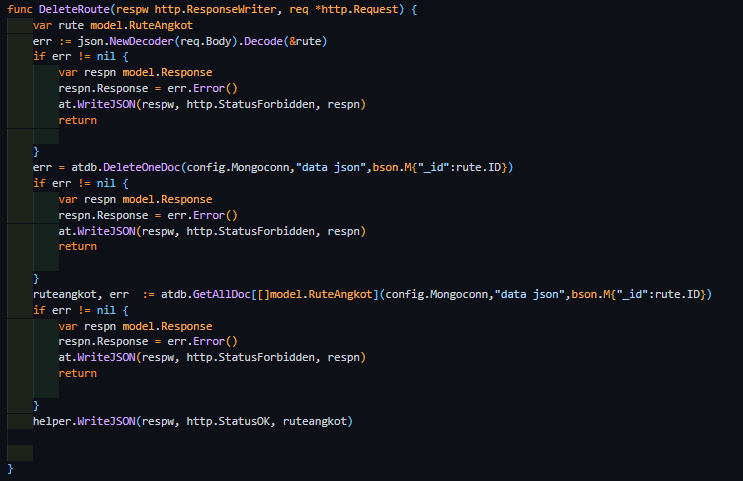 func DeleteRoute(respw http.ResponseWriter, req *http.Request) {
var rute model.RuteAngkot
err := json.NewDecoder(req.Body).Decode(&rute)
if err != nil {
var respn model.Response
respn.Response = err.Error()
at.WriteJSON(respw, http.StatusForbidden, respn)
return
}
err = atdb.DeleteOneDoc(config.Mongoconn,"data json",bson.M{"_id":rute.ID})
if err != nil {
var respn model.Response
respn.Response = err.Error()
at.WriteJSON(respw, http.StatusForbidden, respn)
return
}
ruteangkot, err  := atdb.GetAllDoc[[]model.RuteAngkot](config.Mongoconn,"data json",bson.M{"_id":rute.ID})
if err != nil {
var respn model.Response
respn.Response = err.Error()
at.WriteJSON(respw, http.StatusForbidden, respn)
return
}
helper.WriteJSON(respw, http.StatusOK, ruteangkot)
}